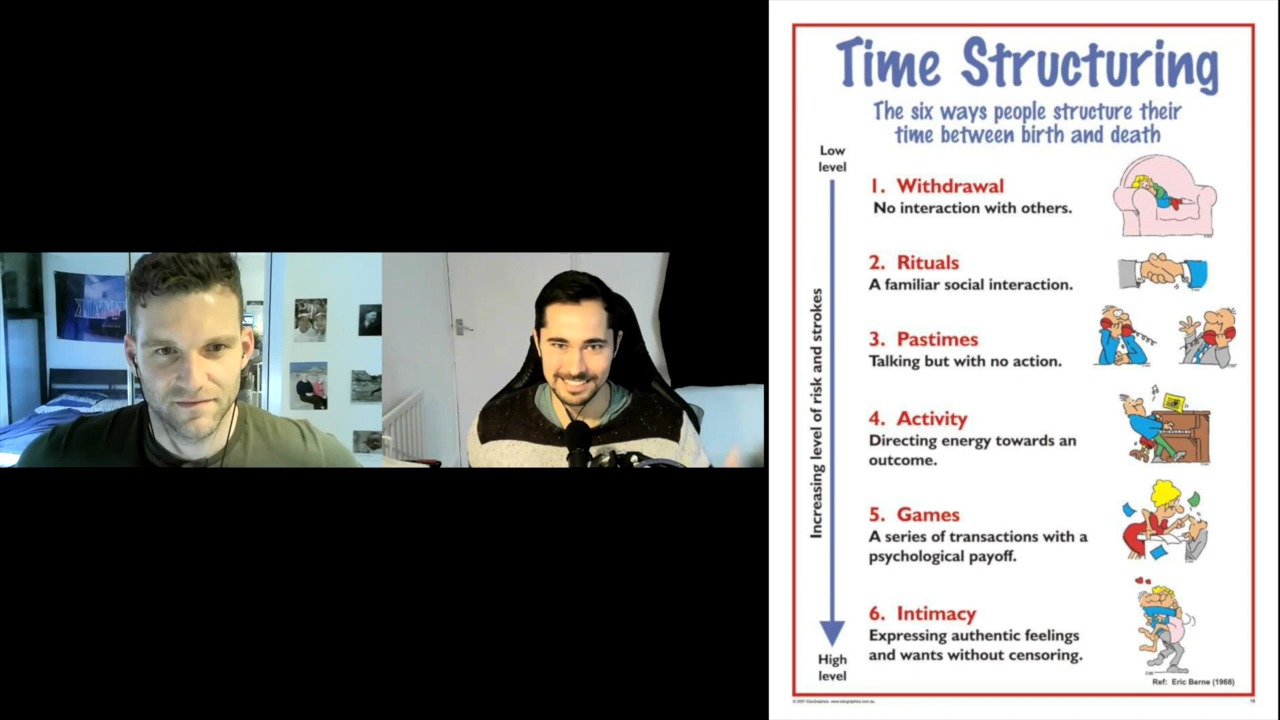 Time Structuring
The six ways people structure their
time between birth and death
Low
level
Increasing level of risk and strokes
1. Withdrawal
No interaction with others.
2. Rituals
A familiar social interaction.
3. Pastimes
Talking but with no action.
4. Activity
Directing energy towards an
outcome.
5. Games
A series of transactions with a
psychological payoff.
6. Intimacy
Expressing authentic feelings
and wants without censoring.
High
level
Ref: Eric Berne (1968)